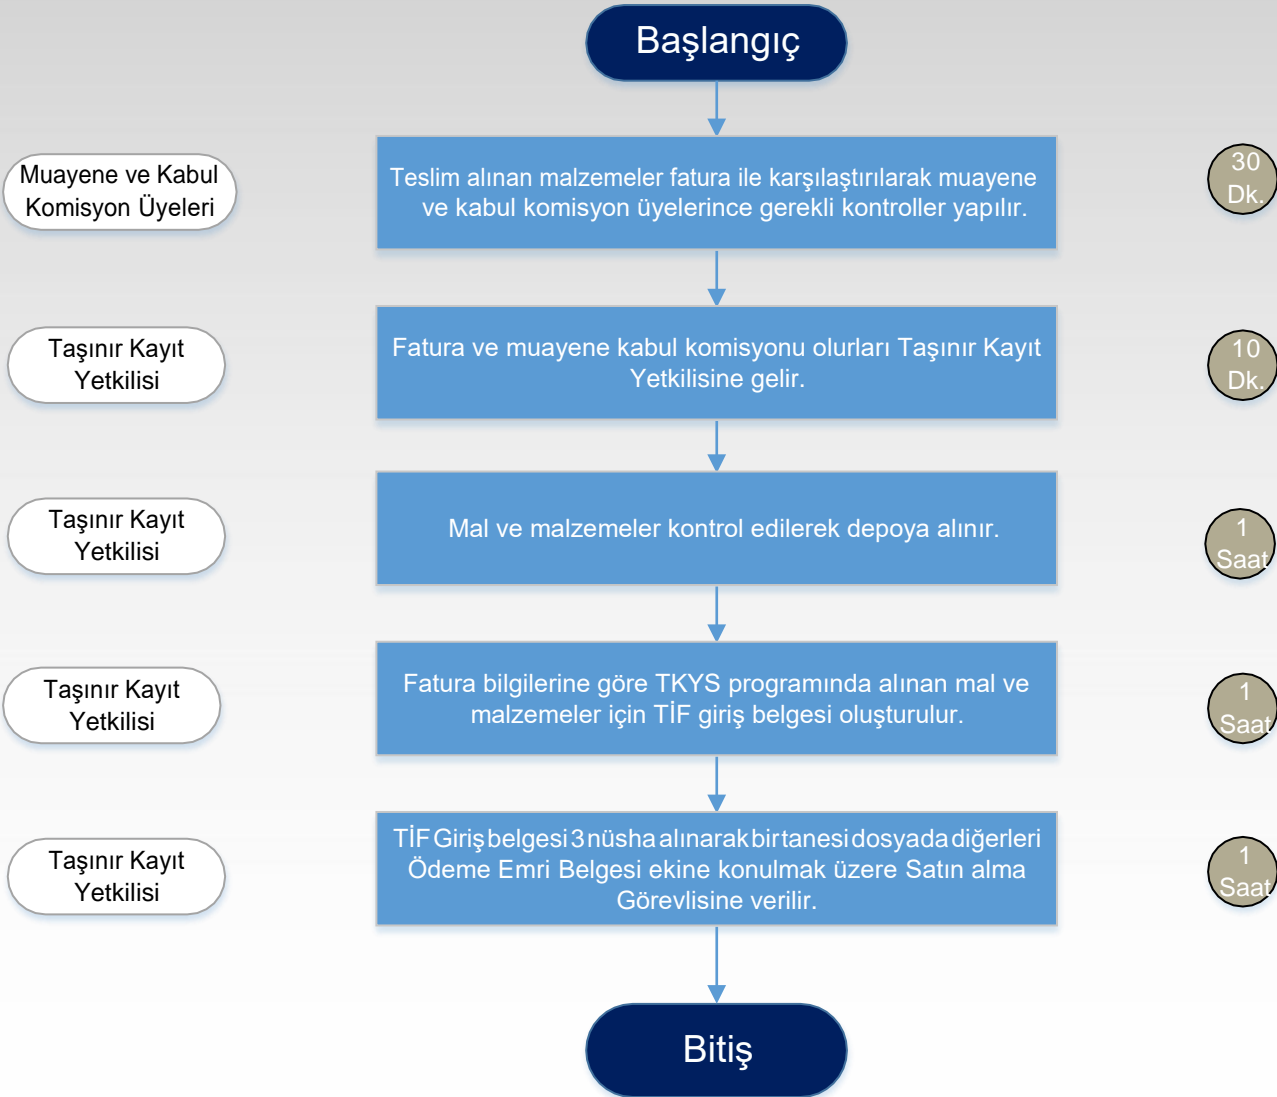 Başlangıç
Muayene ve Kabul
Komisyon Üyeleri
Teslim alınan malzemeler fatura ile karşılaştırılarak muayene
ve kabul komisyon üyelerince gerekli kontroller yapılır.
30
Dk.
Taşınır Kayıt
Yetkilisi
Fatura ve muayene kabul komisyonu olurları Taşınır Kayıt
Yetkilisine gelir.
10
Dk.
Taşınır Kayıt
Yetkilisi
Mal ve malzemeler kontrol edilerek depoya alınır.
1
Saat
Taşınır Kayıt
Yetkilisi
Fatura bilgilerine göre TKYS programında alınan mal ve
malzemeler için TİF giriş belgesi oluşturulur.
1
Saat
Taşınır Kayıt
Yetkilisi
TİF Giriş belgesi 3 nüsha alınarak bir tanesi dosyada diğerleri
Ödeme Emri Belgesi ekine konulmak üzere Satın alma
Görevlisine verilir.
1
Saat
Bitiş